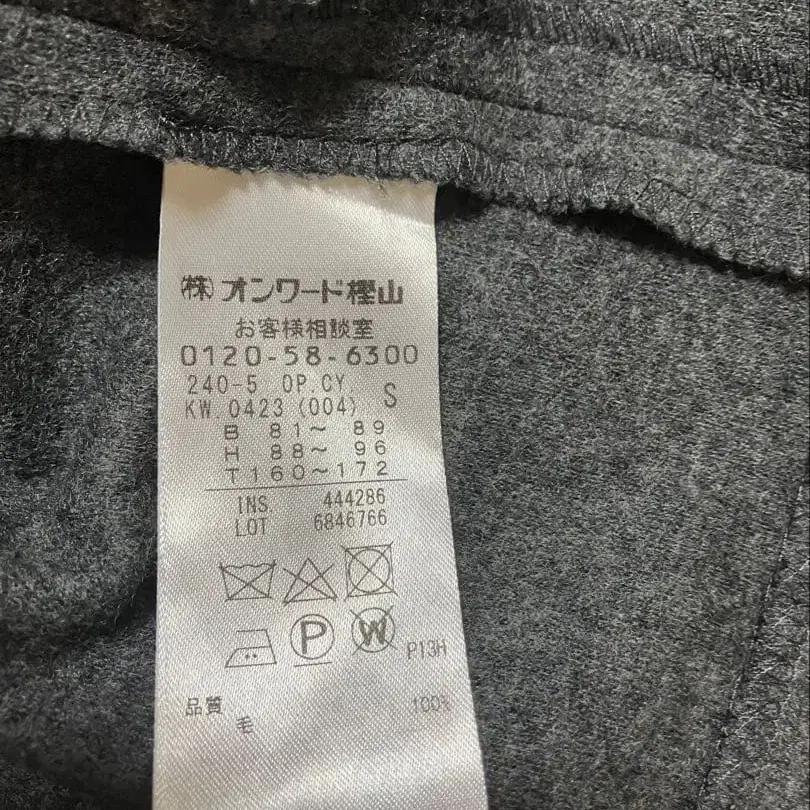 (株)オンワード樫山
お客様相談室
0120-58-6300
240-5 OP.CY. S
KW.0423 (004)
B 81~ 89
H 88~ 96
T160~172
INS. 444286
LOT 6846766
P W P13H
品質
毛 100%